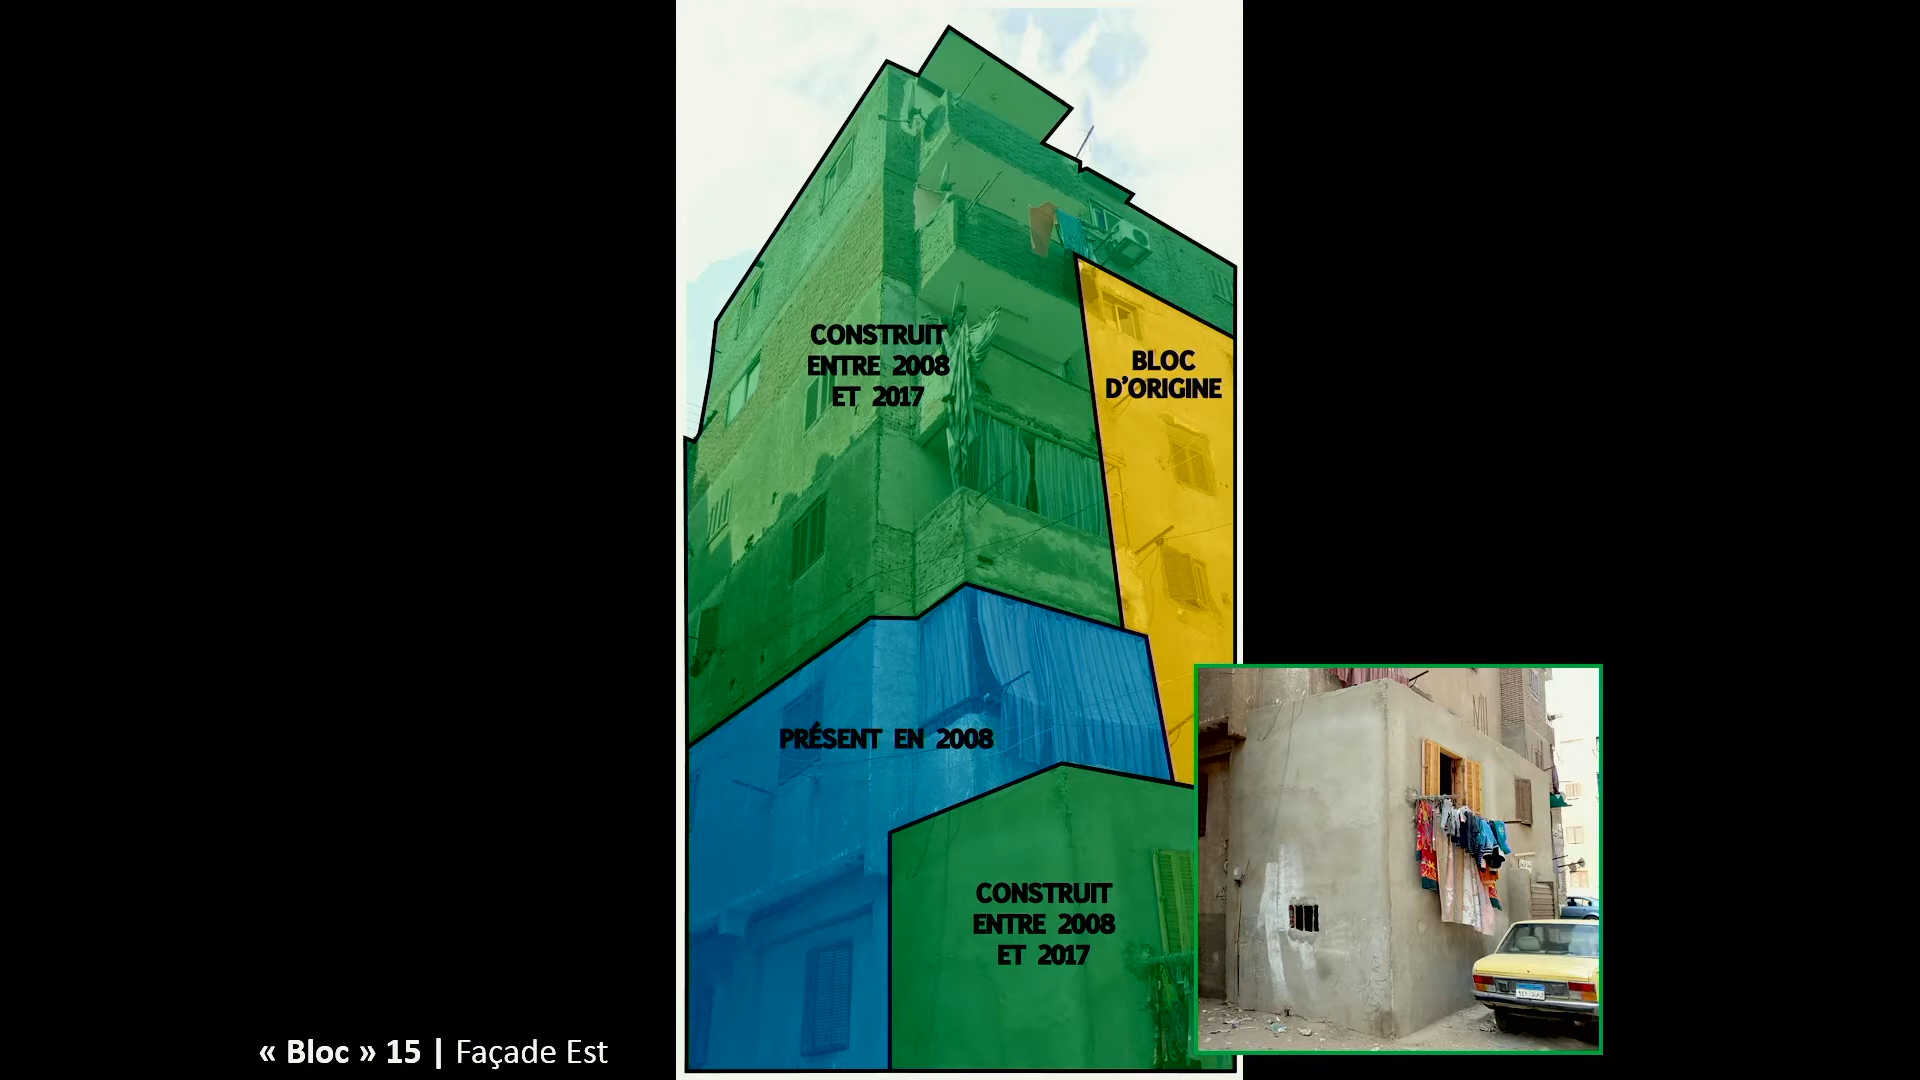 CONSTRUIT
ENTRE 2008
ET 2017
BLOC
D'ORIGINE
PRÉSENT EN 2008
CONSTRUIT
ENTRE 2008
ET 2017
« Bloc » 15 | Façade Est